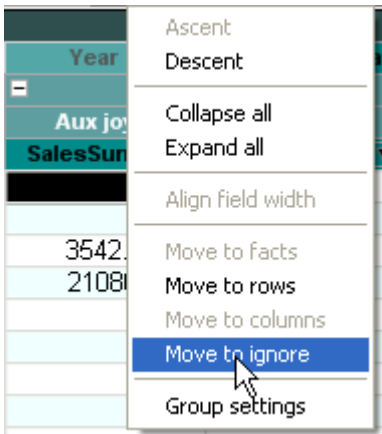 Ascent
Year
Descent
Collapse all
Aux joy
Expand all
SalesSum
Align field width
3542.
Move to facts
2108
Move to rows
Move to columns
Move to ignore
Group settings